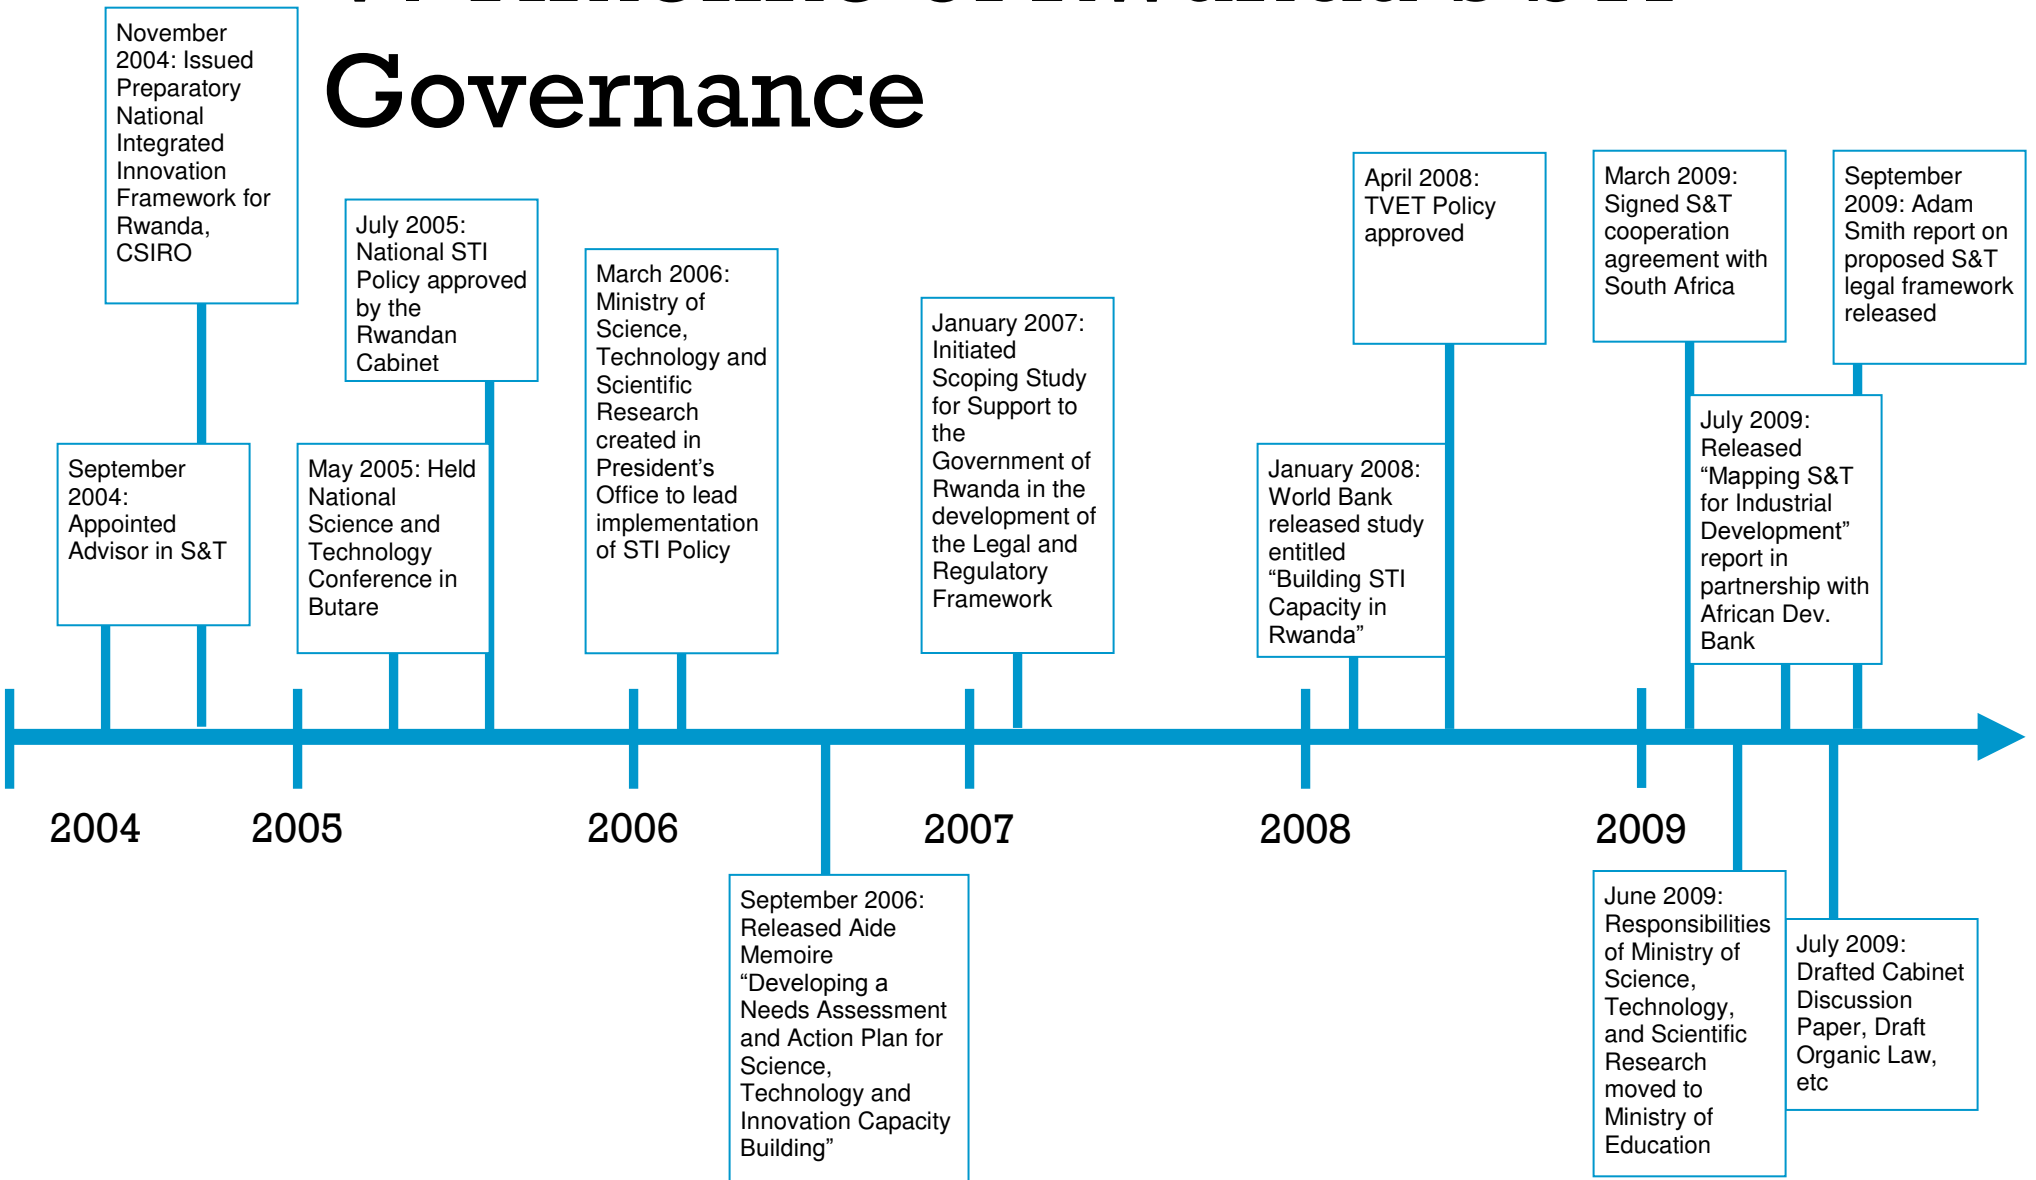 Governance
November
2004: Issued
Preparatory
National
Integrated
Innovation
Framework for
Rwanda,
CSIRO
September
2004:
Appointed
Advisor in S&T
July 2005:
National STI
Policy approved
by the
Rwandan
Cabinet
May 2005: Held
National
Science and
Technology
Conference in
Butare
March 2006:
Ministry of
Science,
Technology and
Scientific
Research
created in
President’s
Office to lead
implementation
of STI Policy
January 2007:
Initiated
Scoping Study
for Support to
the
Government of
Rwanda in the
development of
the Legal and
Regulatory
Framework
January 2008:
World Bank
released study
entitled
“Building STI
Capacity in
Rwanda”
April 2008:
TVET Policy
approved
March 2009:
Signed S&T
cooperation
agreement with
South Africa
July 2009:
Released
“Mapping S&T
for Industrial
Development”
report in
partnership with
African Dev.
Bank
September
2009: Adam
Smith report on
proposed S&T
legal framework
released
2004 2005 2006 2007 2008 2009
September 2006:
Released Aide
Memoire
“Developing a
Needs Assessment
and Action Plan for
Science,
Technology and
Innovation Capacity
Building”
June 2009:
Responsibilities
of Ministry of
Science,
Technology,
and Scientific
Research
moved to
Ministry of
Education
July 2009:
Drafted Cabinet
Discussion
Paper, Draft
Organic Law,
etc